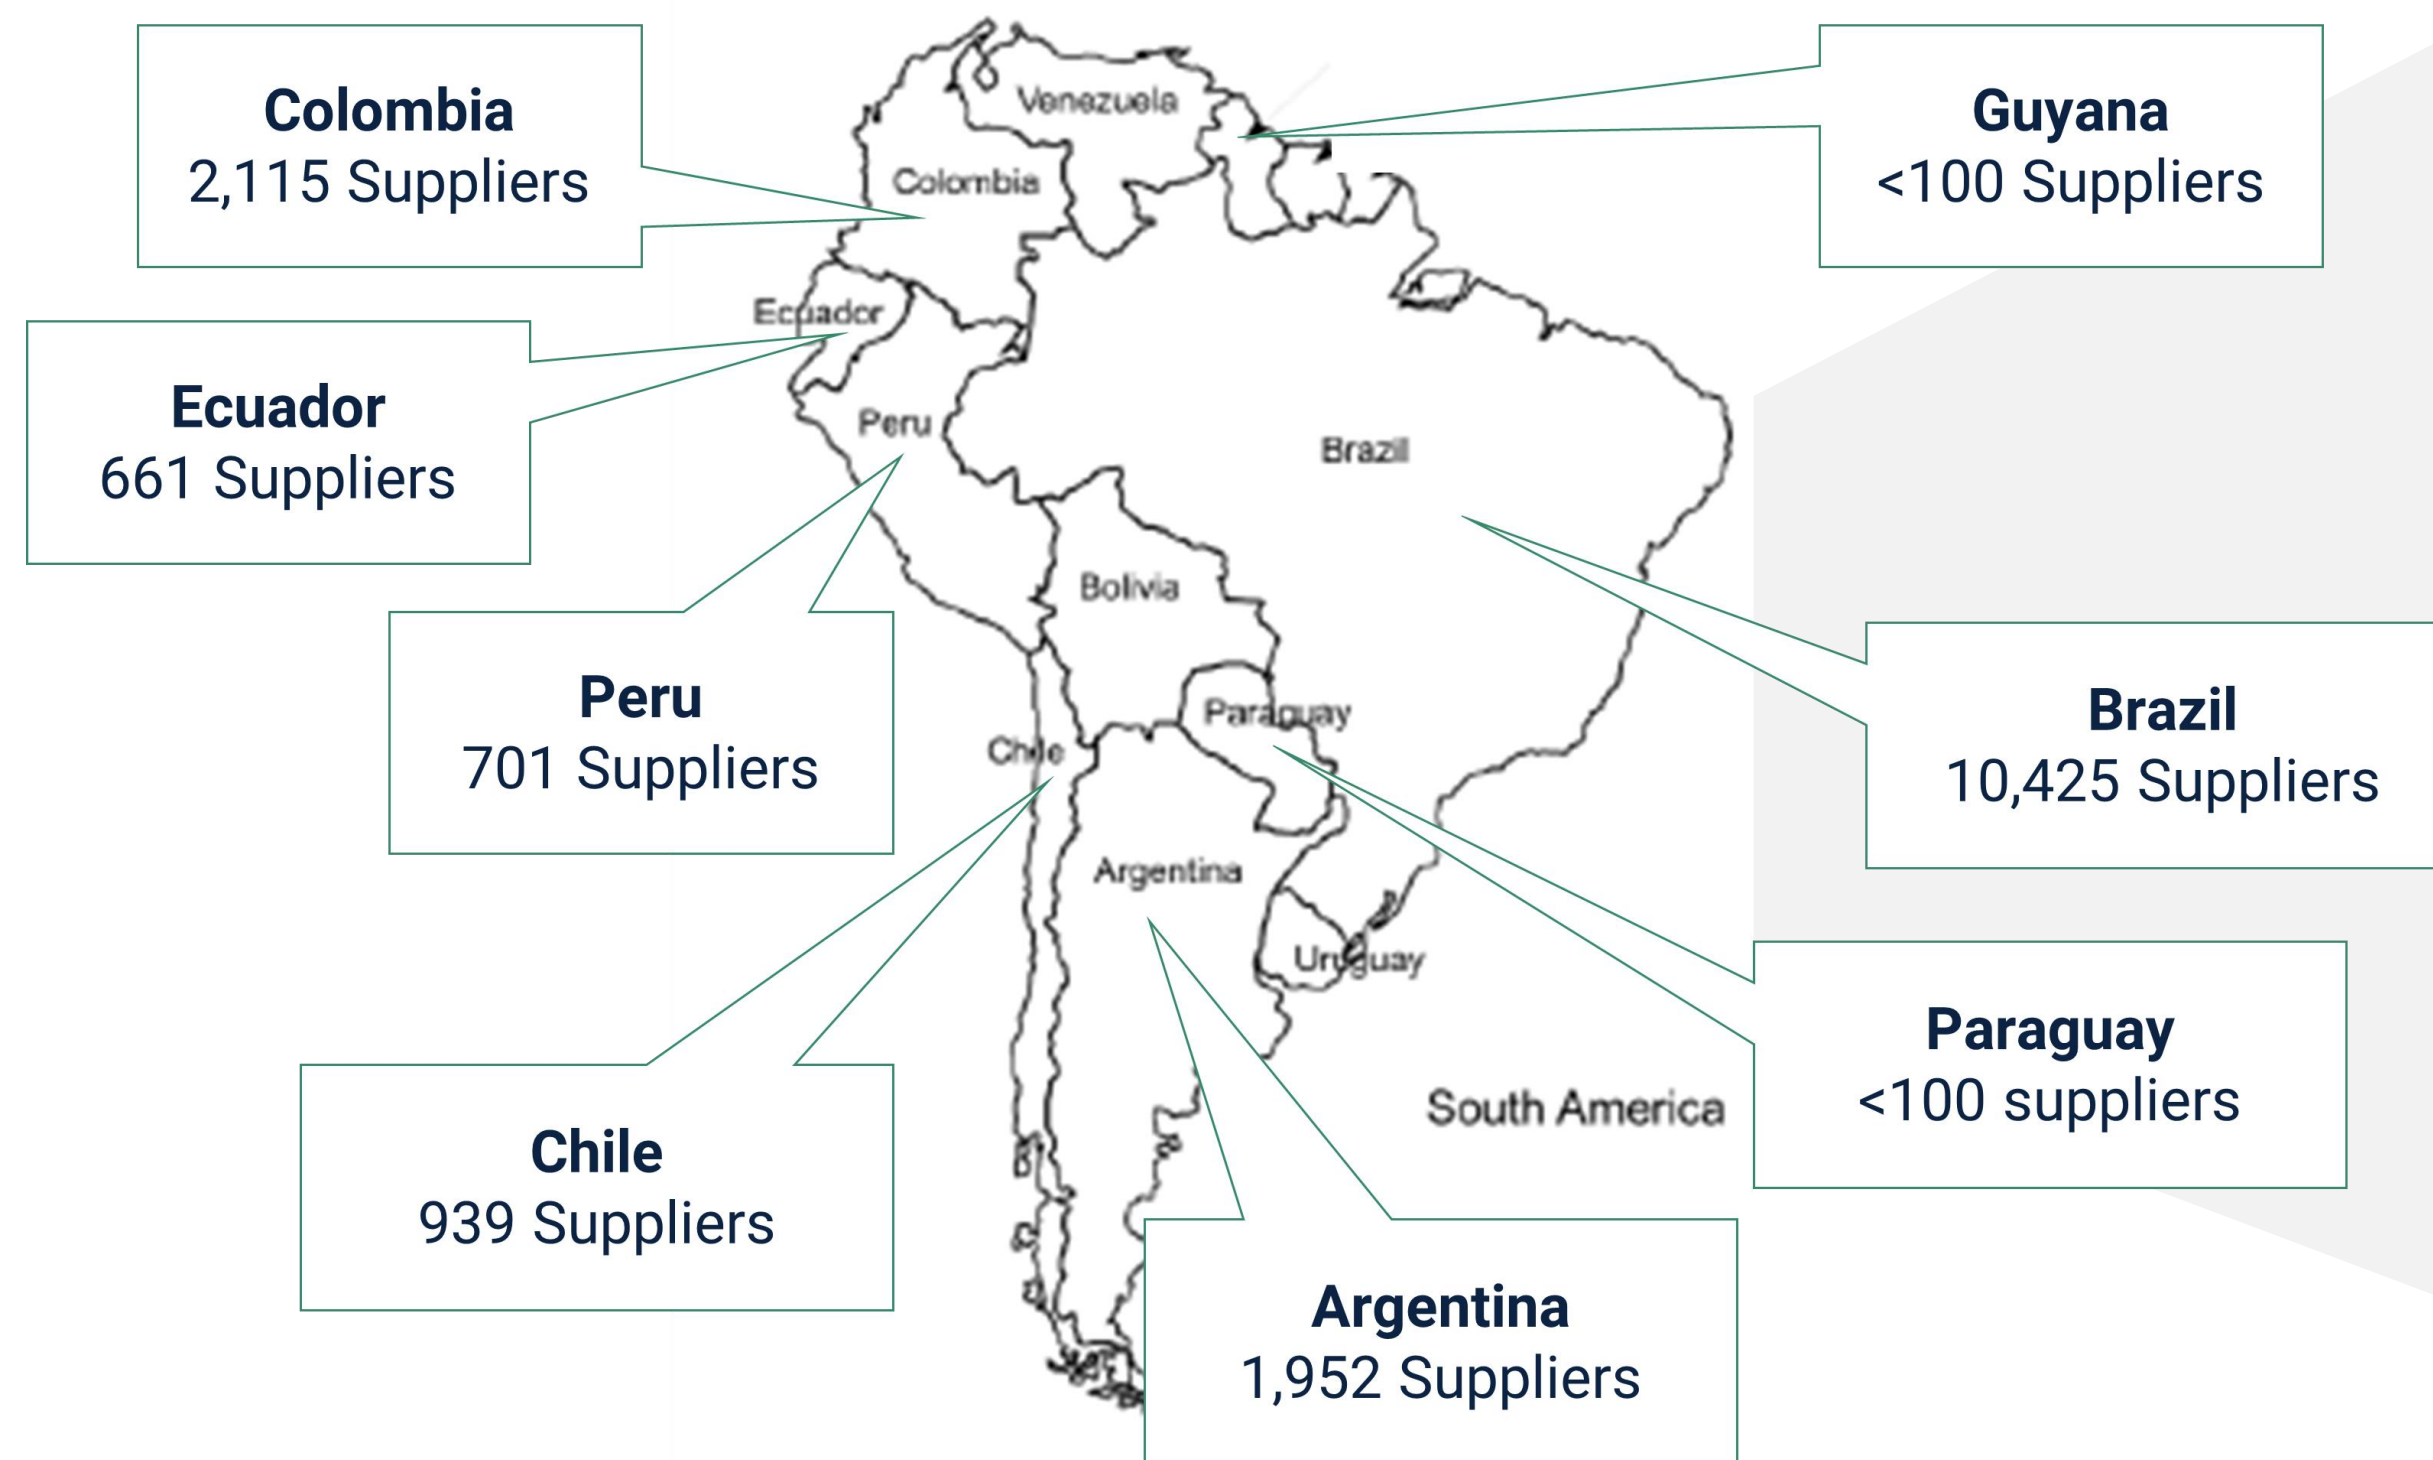 Colombia
2,115 Suppliers
Guyana
<100 Suppliers
Venezuela
Colombia
Ecuador
Ecuador
661 Suppliers
Peru
Brazil
Bolivia
Peru
701 Suppliers
Brazil
10,425 Suppliers
Paraguay
Chile
Argentina
Uruguay
Paraguay
<100 suppliers
South America
Chile
939 Suppliers
Argentina
1,952 Suppliers